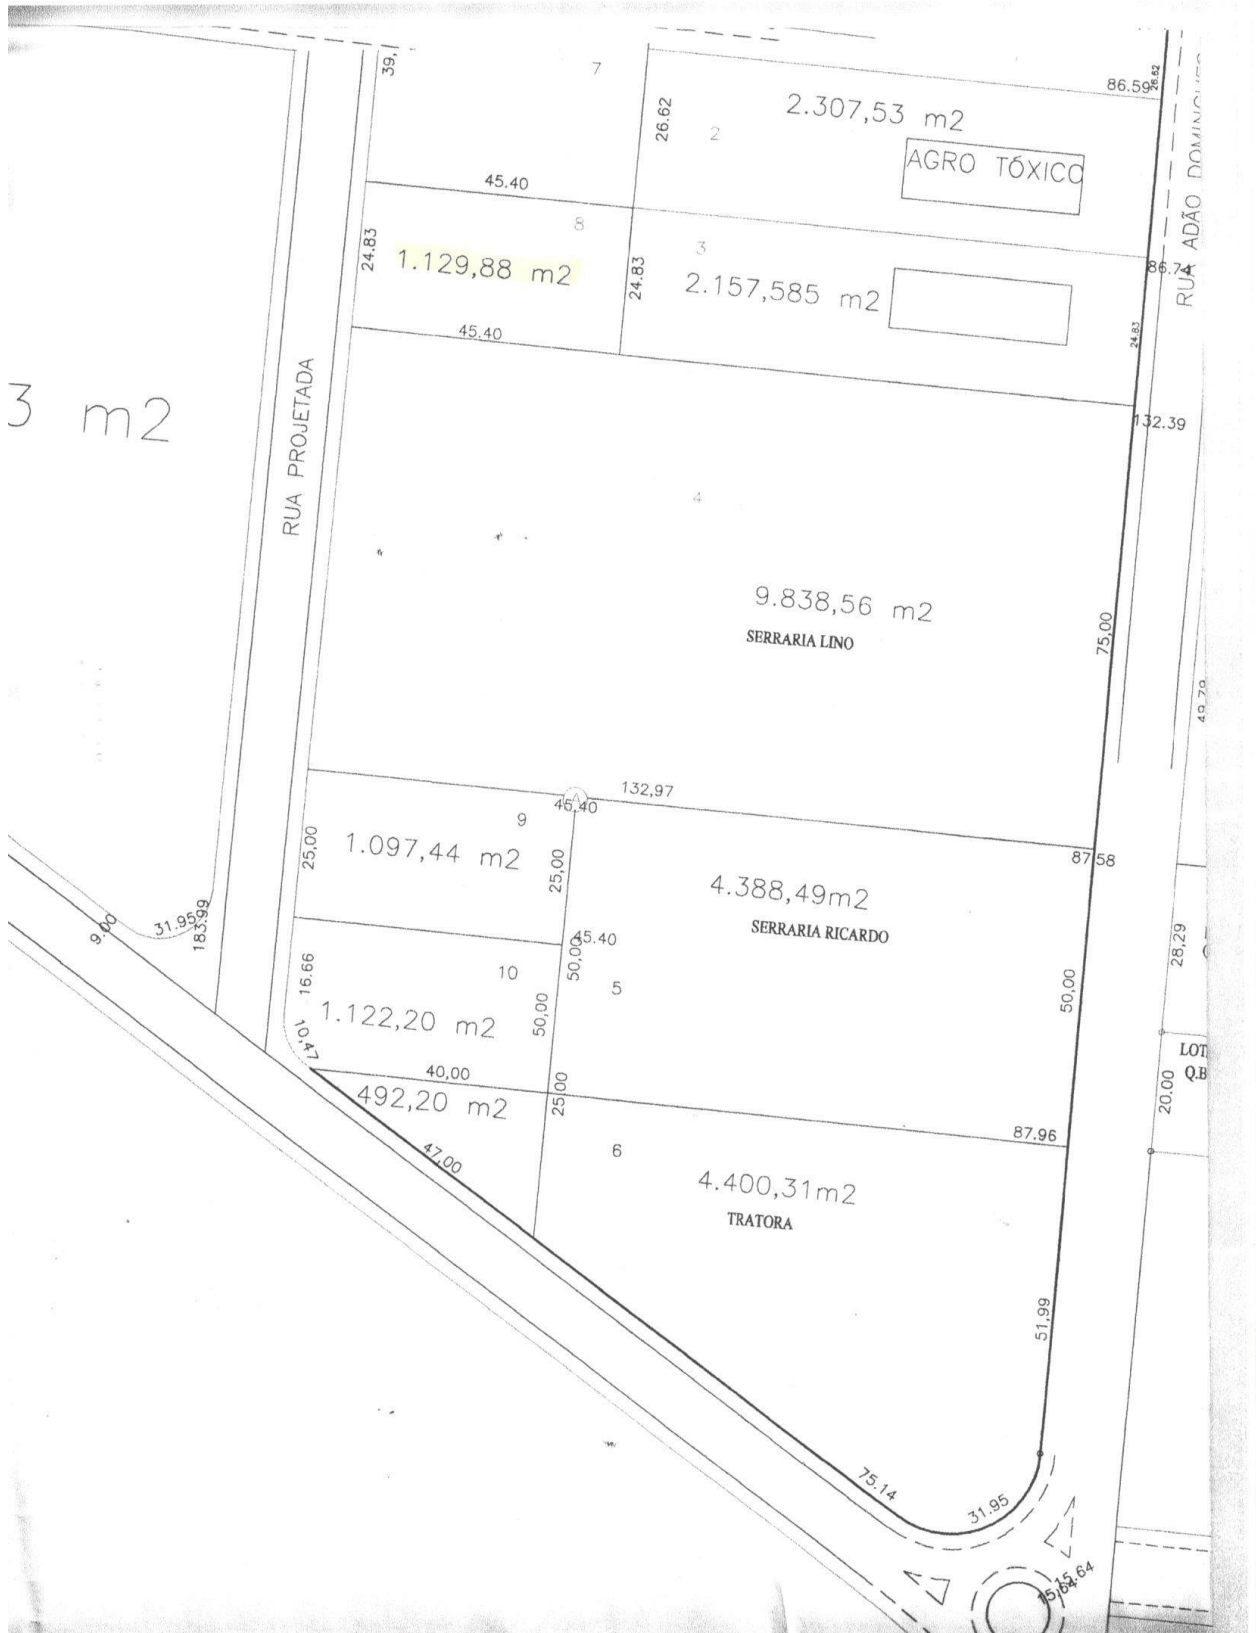 39,
7
86.59
26.62
2.307,53 m2
26.62
2
AGRO TÓXICO
45.40
8
3
24.83
1.129,88 m2
24.83
2.157,585 m2
86.74
RUA ADÃO DOMINGUES
45.40
24.83
3 m2
RUA PROJETADA
132.39
4
9.838,56 m2
SERRARIA LINO
75,00
49,79
132,97
45.40
9
25,00
1.097,44 m2
25,00
87.58
4.388,49m2
SERRARIA RICARDO
9.00
31.95
183.99
45.40
50,00
28,29
10
5
16.66
50,00
50,00
1.122,20 m2
10,47
LOT
Q.B
40,00
492,20 m2
25.00
20.00
87.96
47,00
6
4.400,31m2
TRATORA
51,99
75.14
31.95
15.64
15,64